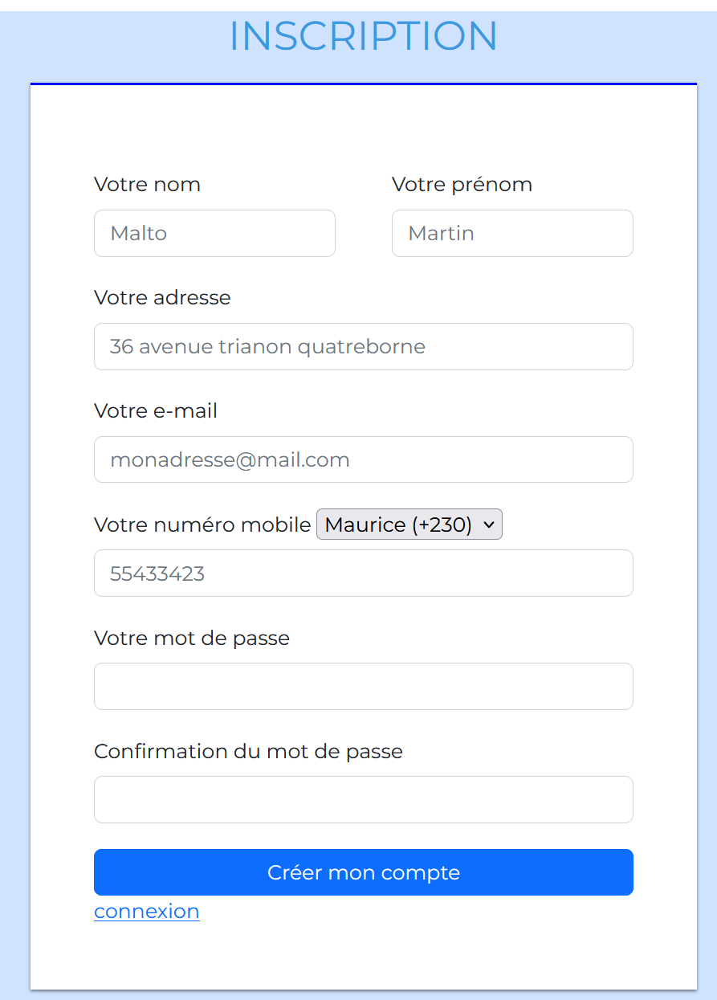 INSCRIPTION
Votre nom
Votre prénom
Malto
Martin
Votre adresse
36 avenue trianon quatreborne
Votre e-mail
monadresse@mail.com
Votre numéro mobile Maurice (+230)
55433423
Votre mot de passe
Confirmation du mot de passe
Créer mon compte
connexion